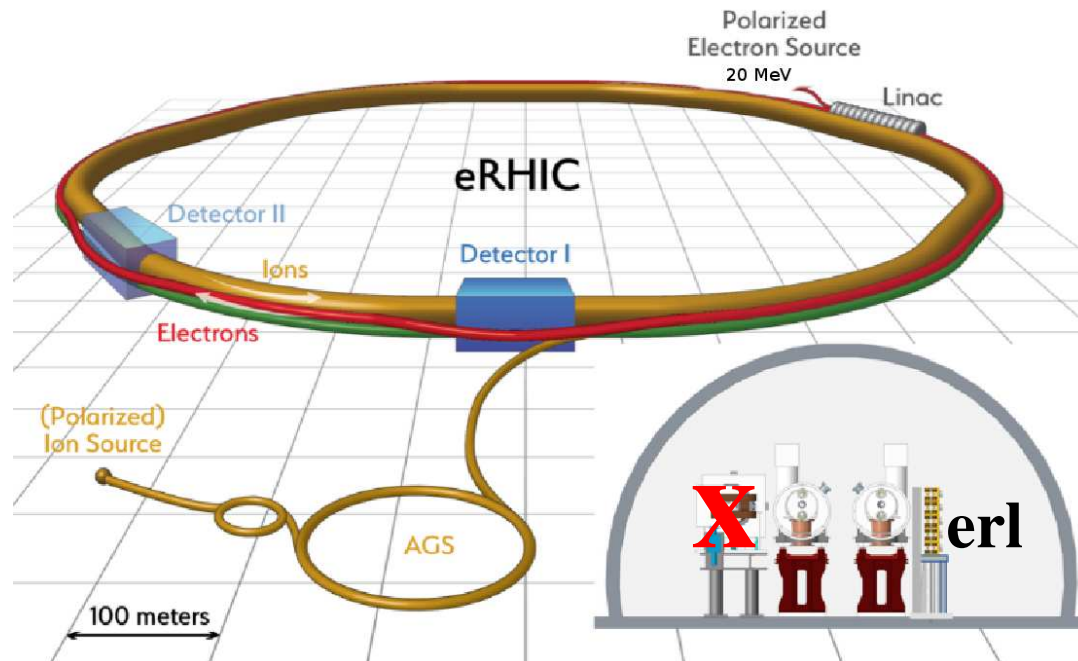 Polarized
Electron Source
20 MeV
Linac
eRHIC
Detector II
Detector I
Ions
Electrons
(Polarized)
Ion Source
AGS
100 meters
X
erl